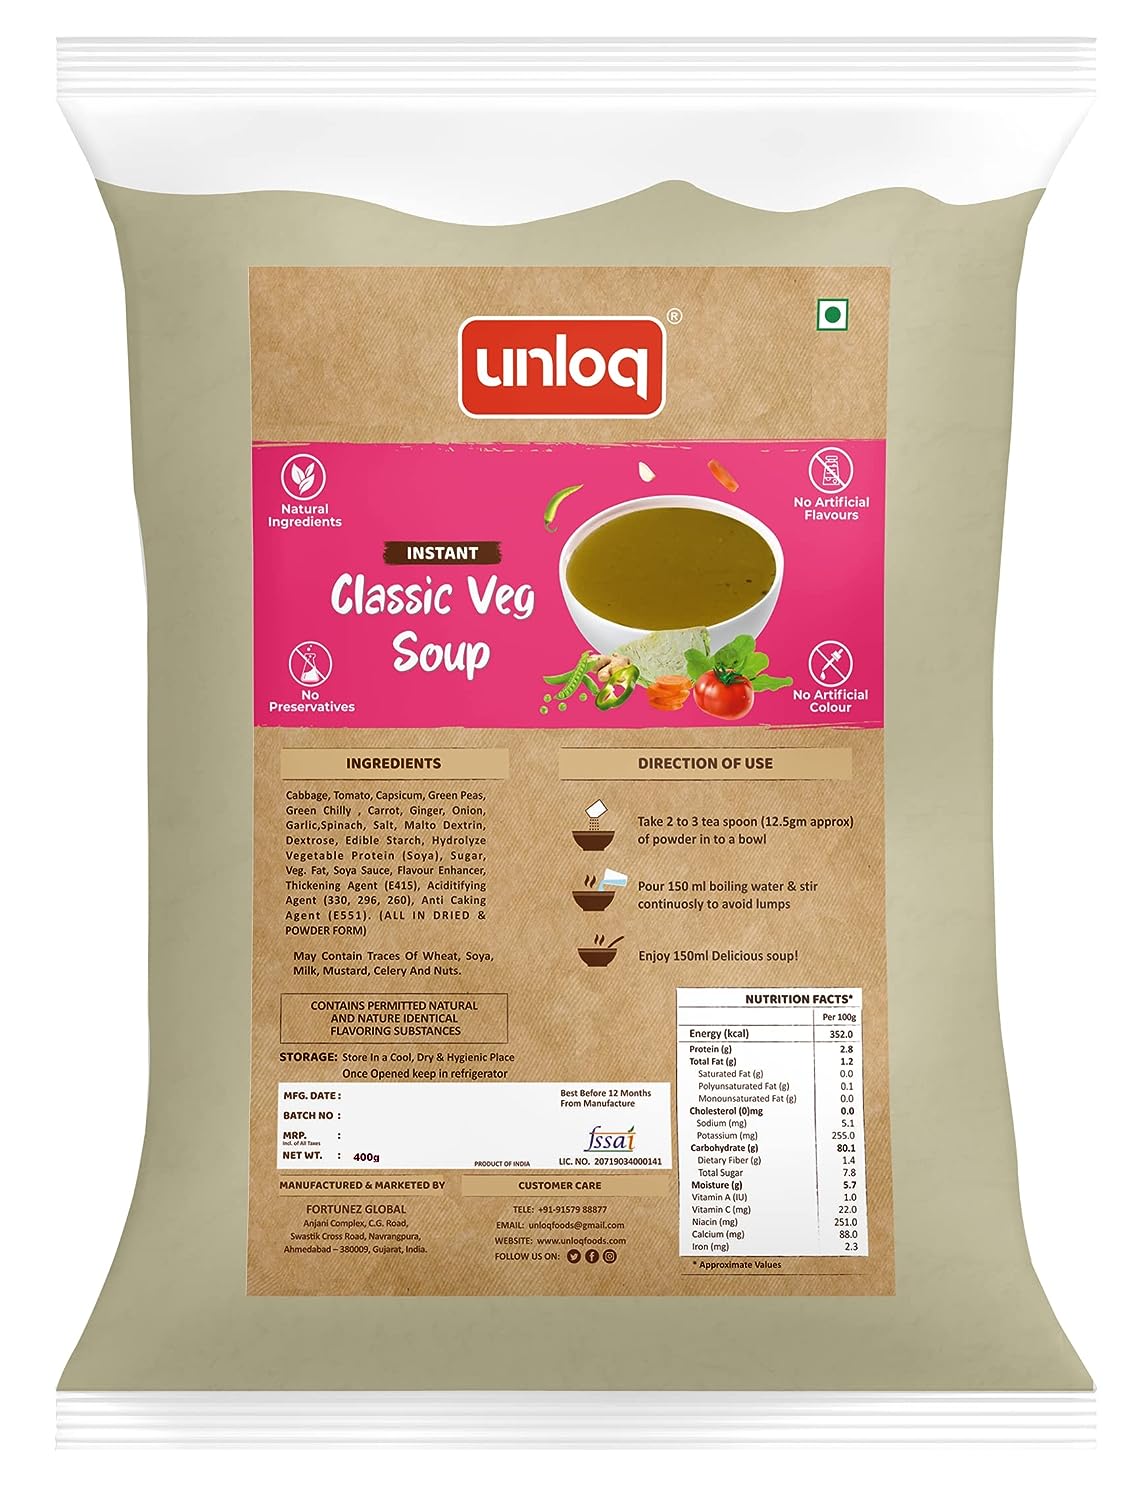 unloq
®
Natural
Ingredients
No Artificial
Flavours
INSTANT
Classic Veg
Soup
No
Preservatives
No Artificial
Colour
INGREDIENTS
Cabbage, Tomato, Capsicum, Green Peas,
Green Chilly , Carrot, Ginger, Onion,
Garlic,Spinach, Salt, Malto Dextrin,
Dextrose, Edible Starch, Hydrolyze
Vegetable Protein (Soya), Sugar,
Veg. Fat, Soya Sauce, Flavour Enhancer,
Thickening Agent (E415), Aciditifying
Agent (330, 296, 260), Anti Caking
Agent (E551). (ALL IN DRIED &
POWDER FORM)
May Contain Traces Of Wheat, Soya,
Milk, Mustard, Celery And Nuts.
CONTAINS PERMITTED NATURAL
AND NATURE IDENTICAL
FLAVORING SUBSTANCES
STORAGE: Store In a Cool, Dry & Hygienic Place
Once Opened keep in refrigerator
DIRECTION OF USE
Take 2 to 3 tea spoon (12.5gm approx)
of powder in to a bowl
Pour 150 ml boiling water & stir
continuosly to avoid lumps
Enjoy 150ml Delicious soup!
MFG. DATE :
BATCH NO :
MRP. :
Incl. of All Taxes
NET WT. : 400g
Best Before 12 Months
From Manufacture
fssai
PRODUCT OF INDIA
LIC. NO. 20719034000141
MANUFACTURED & MARKETED BY
FORTUNEZ GLOBAL
Anjani Complex, C.G. Road,
Swastik Cross Road, Navrangpura,
Ahmedabad – 380009, Gujarat, India.
CUSTOMER CARE
TELE: +91-91579 88877
EMAIL: unloqfoods@gmail.com
WEBSITE: www.unloqfoods.com
FOLLOW US ON:
NUTRITION FACTS*
Per 100g
Energy (kcal) 352.0
Protein (g) 2.8
Total Fat (g) 1.2
Saturated Fat (g) 0.0
Polyunsaturated Fat (g) 0.1
Monounsaturated Fat (g) 0.0
Cholesterol (0)mg 0.0
Sodium (mg) 5.1
Potassium (mg) 255.0
Carbohydrate (g) 80.1
Dietary Fiber (g) 1.4
Total Sugar 7.8
Moisture (g) 5.7
Vitamin A (IU) 1.0
Vitamin C (mg) 22.0
Niacin (mg) 251.0
Calcium (mg) 88.0
Iron (mg) 2.3
* Approximate Values